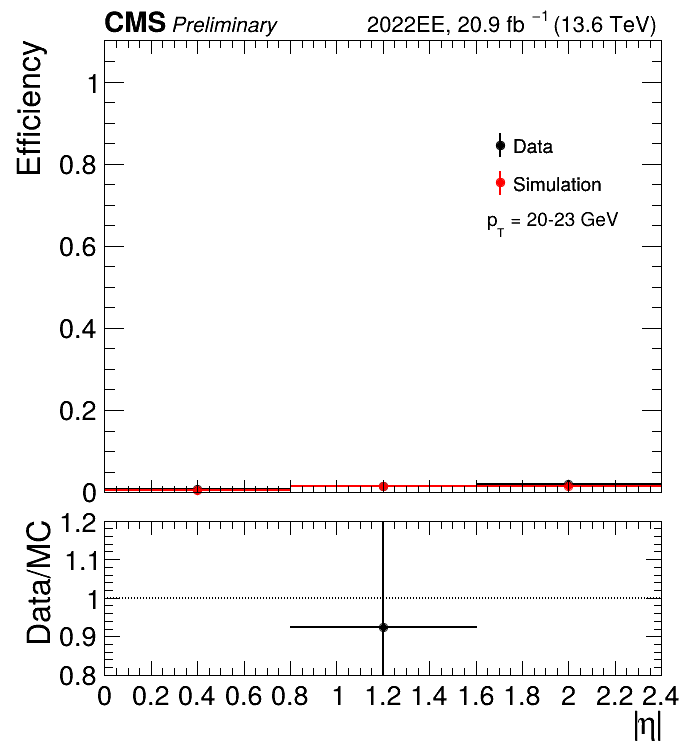 CMS Preliminary 2022EE, 20.9 fb⁻¹ (13.6 TeV)
Efficiency
1
0.8
0.6
0.4
0.2
0
Data
Simulation
p_T = 20-23 GeV
Data/MC
1.2
1.1
1
0.9
0.8
0 0.2 0.4 0.6 0.8 1 1.2 1.4 1.6 1.8 2 2.2 2.4
|η|